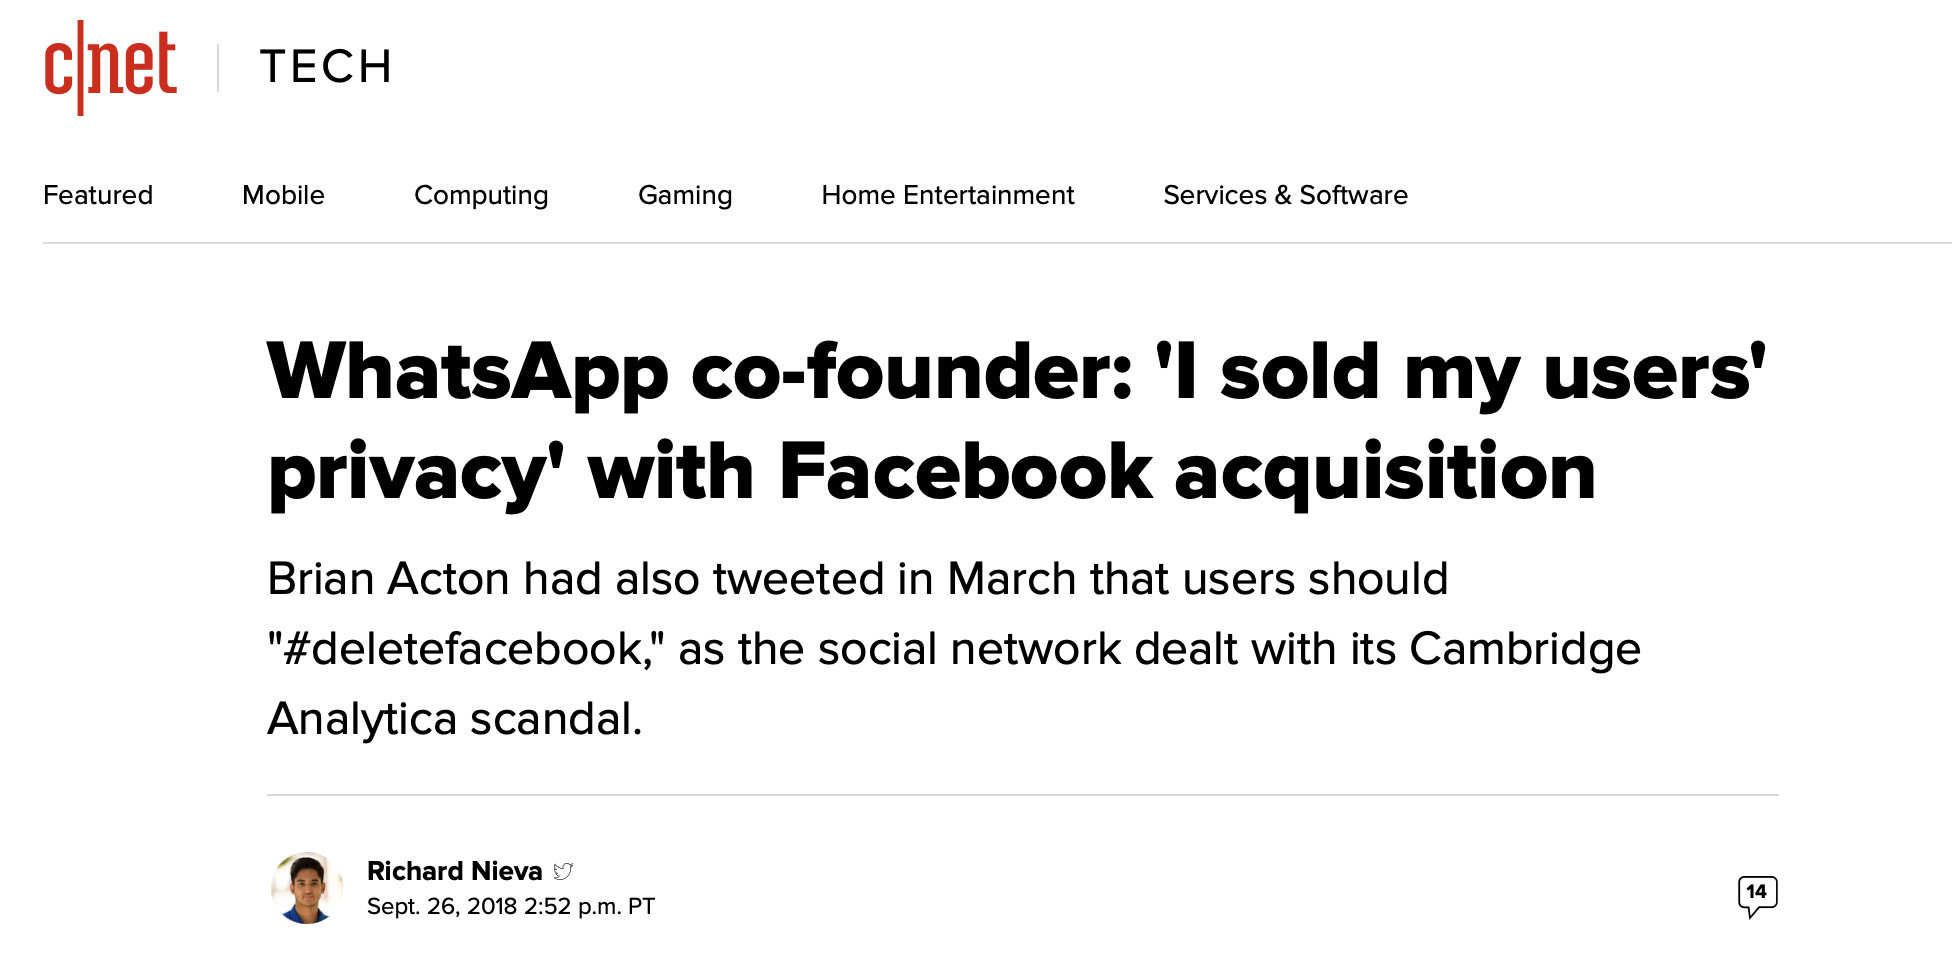 c|net TECH
Featured Mobile Computing Gaming Home Entertainment Services & Software
WhatsApp co-founder: 'I sold my users'
privacy' with Facebook acquisition
Brian Acton had also tweeted in March that users should
"#deletefacebook," as the social network dealt with its Cambridge
Analytica scandal.
Richard Nieva
Sept. 26, 2018 2:52 p.m. PT
14